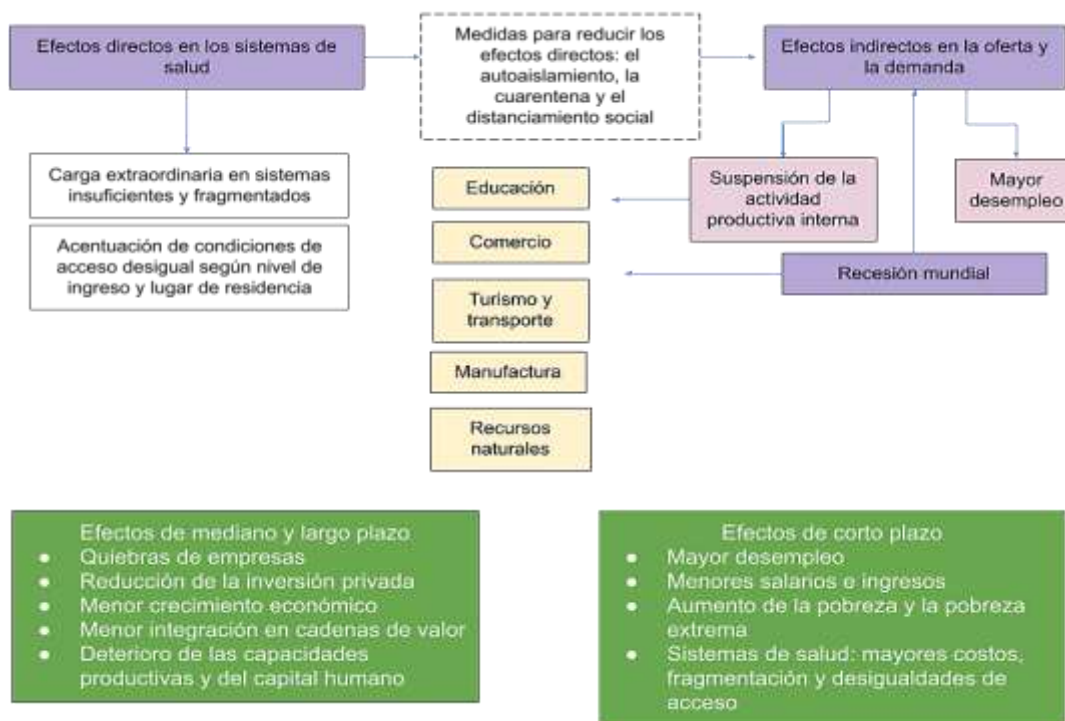 Efectos directos en los sistemas de
salud
Medidas para reducir los
efectos directos: el
autoaislamiento, la
cuarentena y el
distanciamiento social
Efectos indirectos en la oferta y
la demanda
Carga extraordinaria en sistemas
insuficientes y fragmentados
Acentuación de condiciones de
acceso desigual según nivel de
ingreso y lugar de residencia
Educación
Comercio
Turismo y
transporte
Manufactura
Recursos
naturales
Suspensión de la
actividad
productiva interna
Mayor
desempleo
Recesión mundial
Efectos de mediano y largo plazo
● Quiebras de empresas
● Reducción de la inversión privada
● Menor crecimiento económico
● Menor integración en cadenas de valor
● Deterioro de las capacidades
productivas y del capital humano
Efectos de corto plazo
● Mayor desempleo
● Menores salarios e ingresos
● Aumento de la pobreza y la pobreza
extrema
● Sistemas de salud: mayores costos,
fragmentación y desigualdades de
acceso